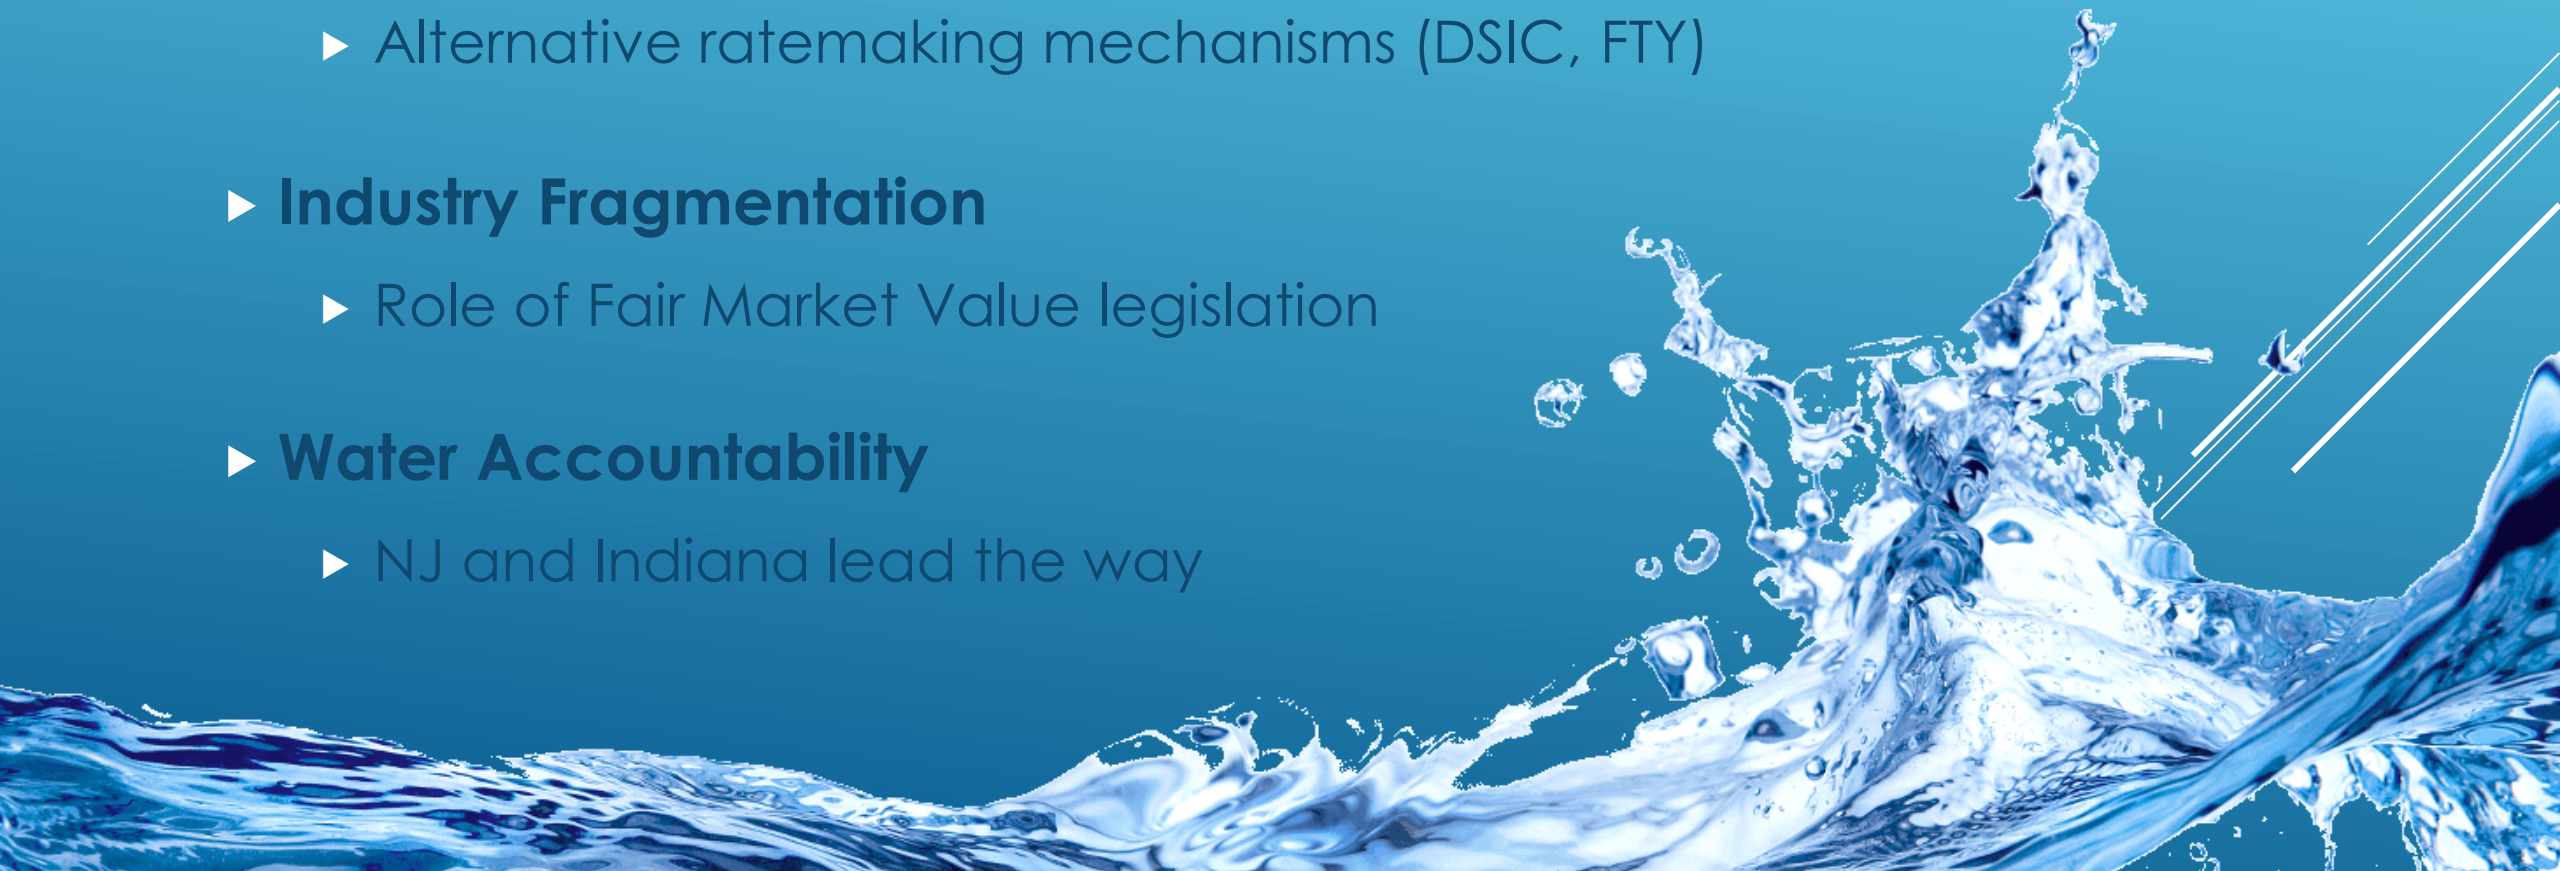 Alternative ratemaking mechanisms (DSIC, FTY)
Industry Fragmentation
Role of Fair Market Value legislation
Water Accountability
NJ and Indiana lead the way